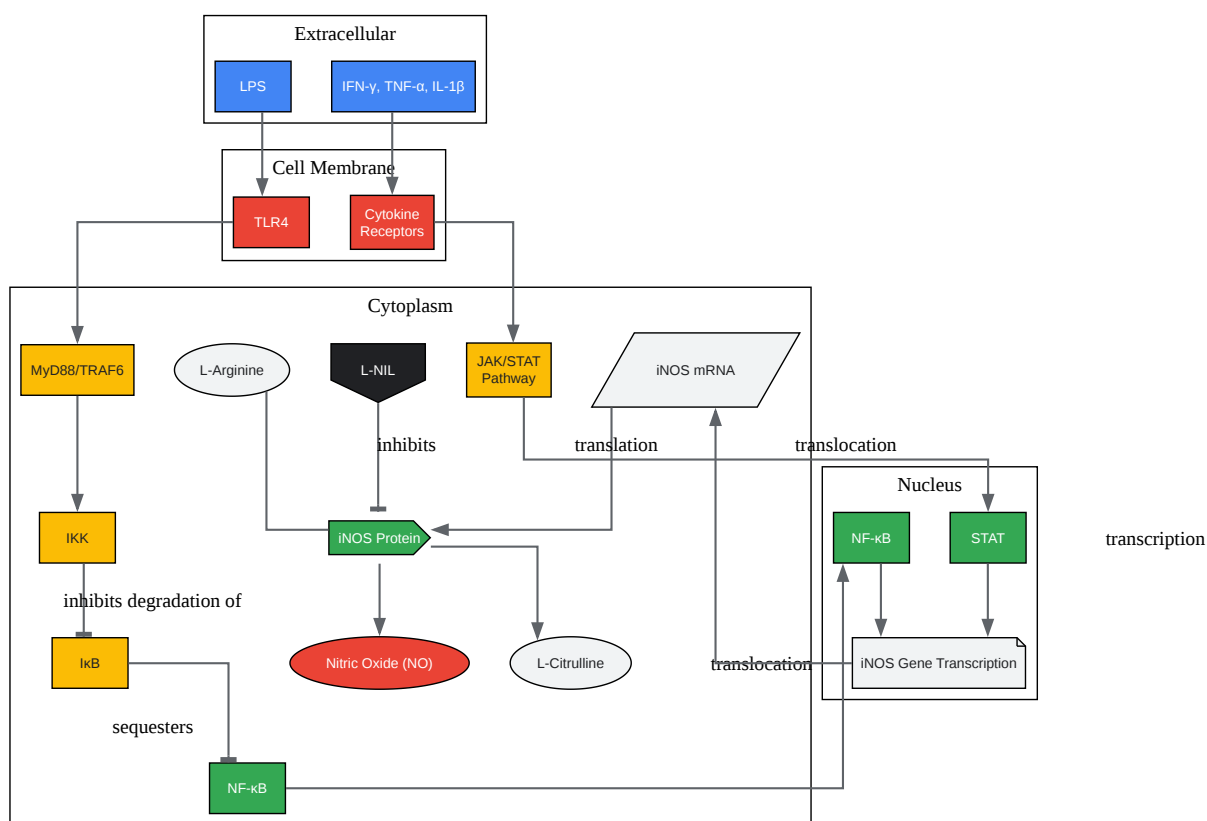 Extracellular
LPS
IFN-γ, TNF-α, IL-1β
Cell Membrane
TLR4
Cytokine
Receptors
Cytoplasm
MyD88/TRAF6
L-Arginine
L-NIL
JAK/STAT
Pathway
iNOS mRNA
inhibits
translation
translocation
Nucleus
IKK
iNOS Protein
NF-κB
STAT
transcription
inhibits degradation of
IκB
Nitric Oxide (NO)
L-Citrulline
translocation
iNOS Gene Transcription
sequesters
NF-κB